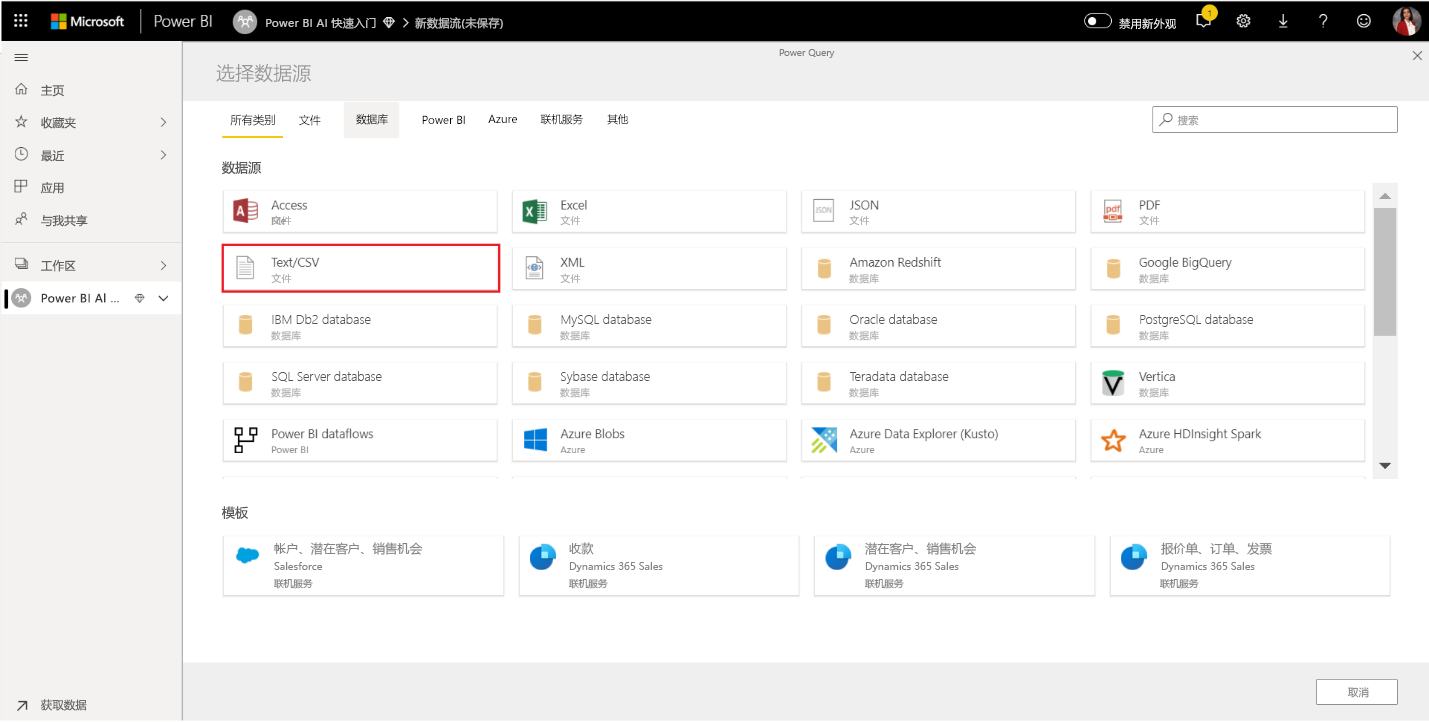 Microsoft
Power BI
Power BI AI 快速入门
新数据流(未保存)
禁用新外观
1
主页
收藏夹
最近
应用
与我共享
工作区
Power BI AI ...
获取数据
Power Query
选择数据源
所有类别
文件
数据库
Power BI
Azure
联机服务
其他
搜索
数据源
Access
Excel
文件
JSON
JSON
文件
pdf
PDF
文件
Text/CSV
文件
XML
文件
Amazon Redshift
数据库
Google BigQuery
数据库
IBM Db2 database
数据库
MySQL database
数据库
Oracle database
数据库
PostgreSQL database
数据库
SQL Server database
数据库
Sybase database
数据库
Teradata database
数据库
Vertica
数据库
Power BI dataflows
Power BI
Azure Blobs
Azure
Azure Data Explorer (Kusto)
Azure
Azure HDInsight Spark
Azure
模板
帐户、潜在客户、销售机会
Salesforce
联机服务
收款
Dynamics 365 Sales
联机服务
潜在客户、销售机会
Dynamics 365 Sales
联机服务
报价单、订单、发票
Dynamics 365 Sales
联机服务
取消